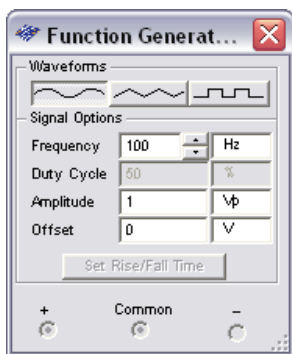 Function Generat...
Waveforms
Signal Options
Frequency 100 Hz
Duty Cycle 50 %
Amplitude 1 Vp
Offset 0 V
Set Rise/Fall Time
+ Common −